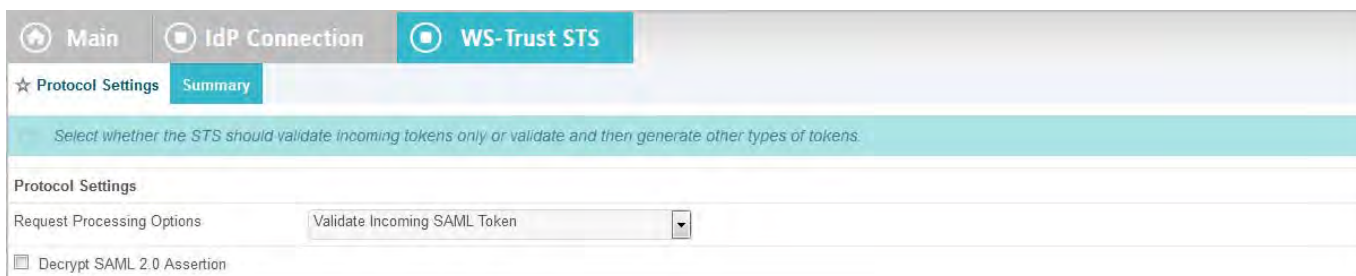 Main IdP Connection WS-Trust STS
Protocol Settings Summary
Select whether the STS should validate incoming tokens only or validate and then generate other types of tokens.
Protocol Settings
Request Processing Options Validate Incoming SAML Token
Decrypt SAML 2.0 Assertion